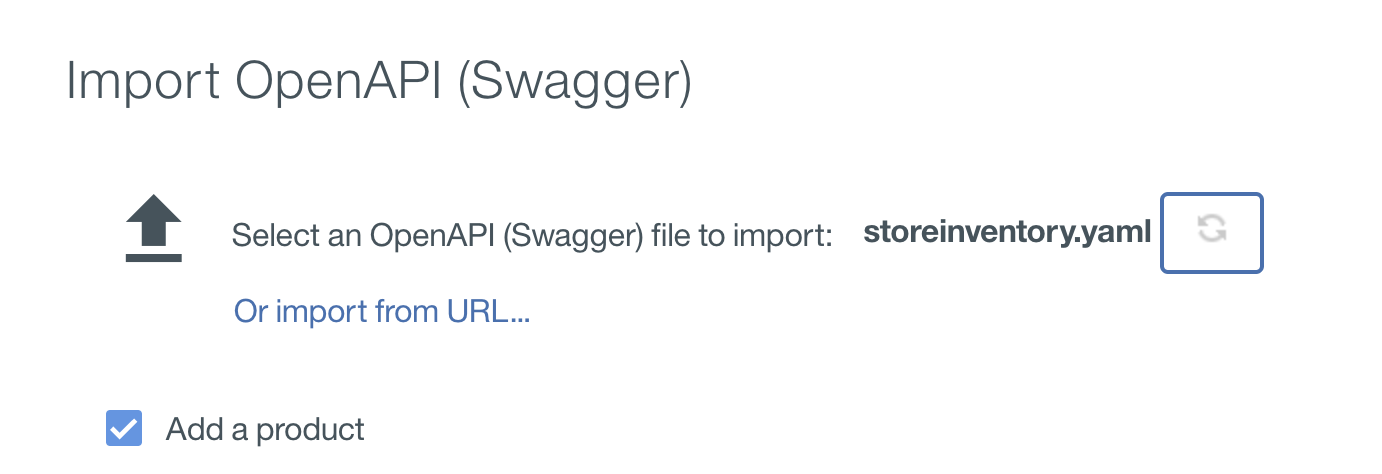 Import OpenAPI (Swagger)
Select an OpenAPI (Swagger) file to import: storeinventory.yaml
Or import from URL...
Add a product